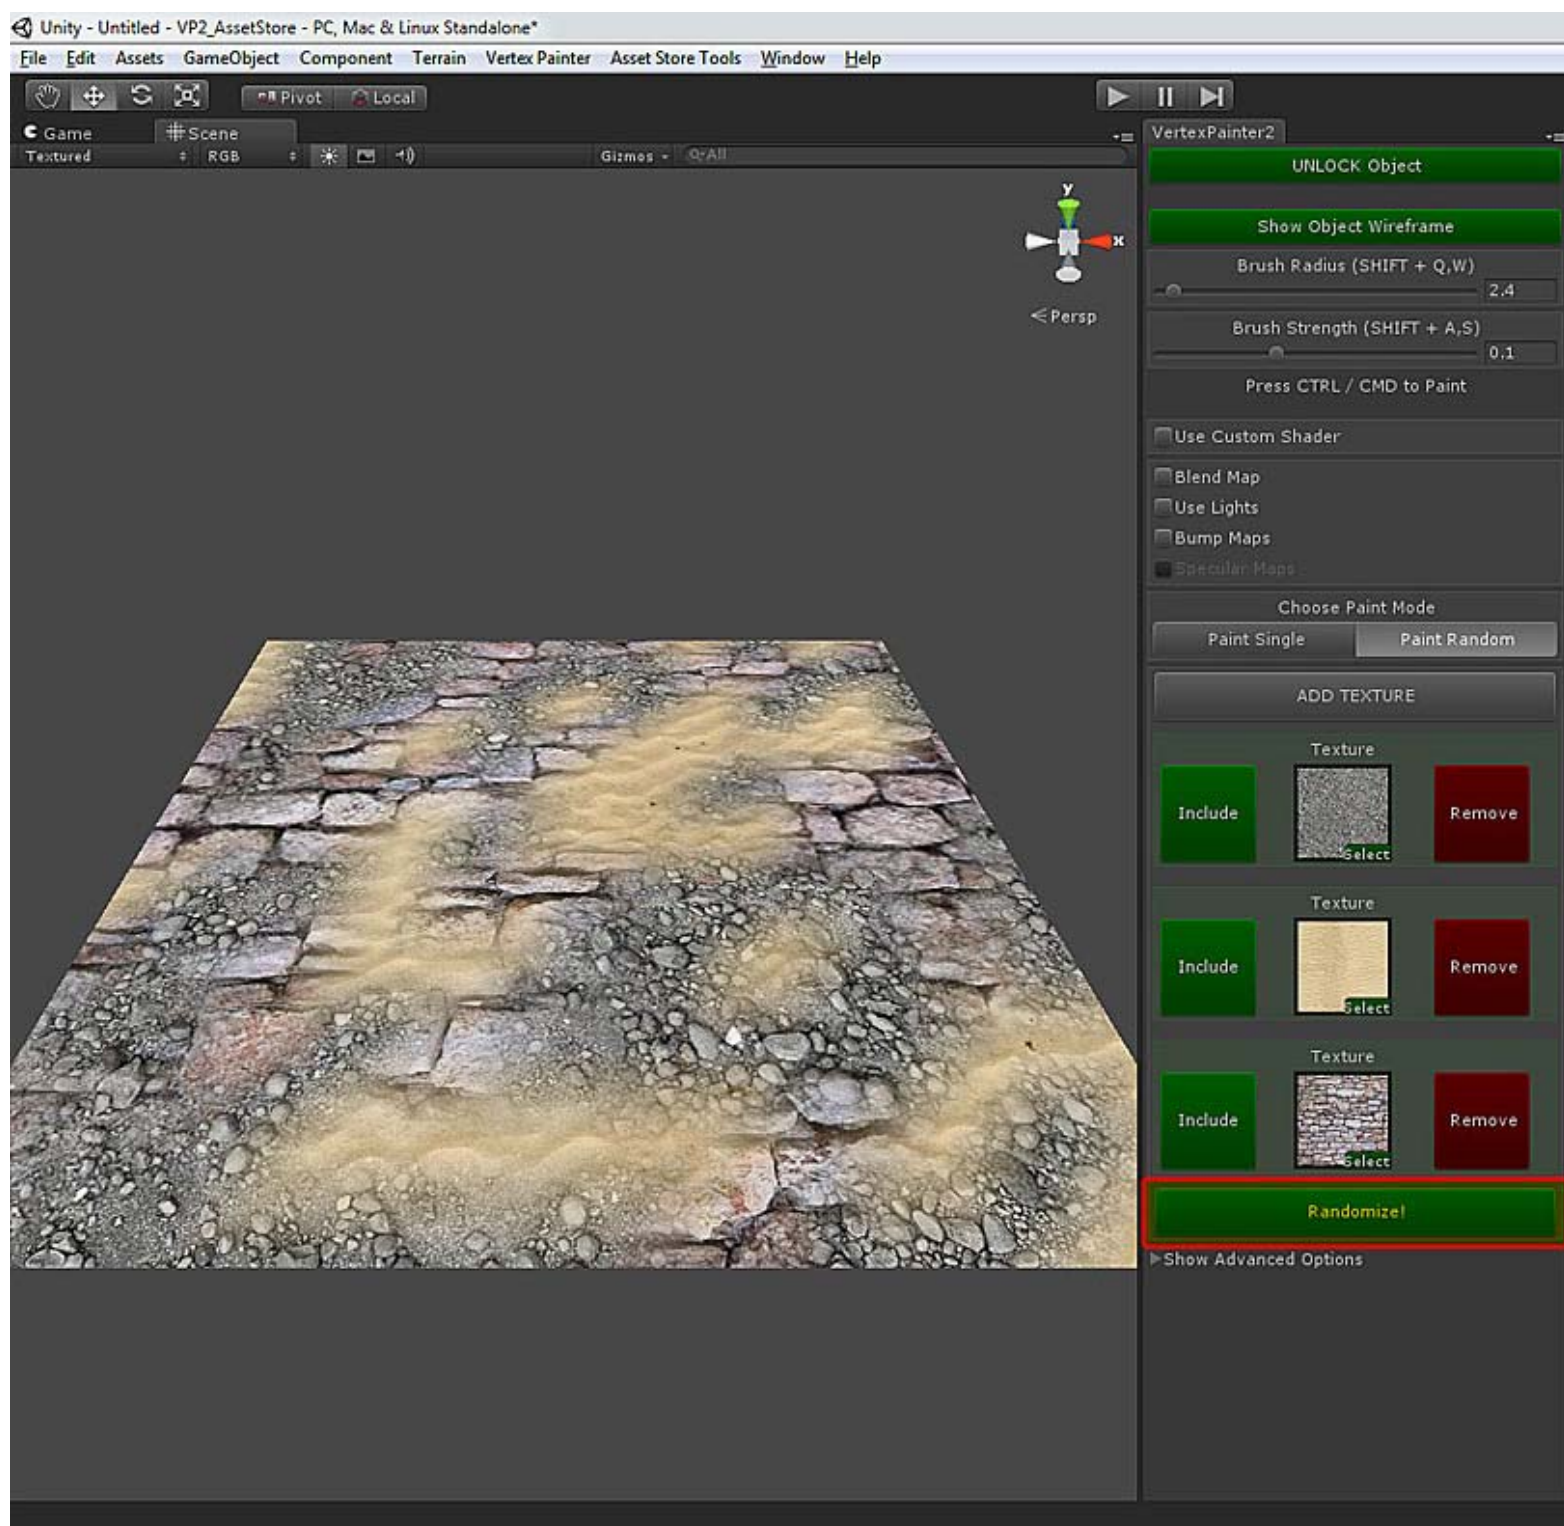 Unity - Untitled - VP2_AssetStore - PC, Mac & Linux Standalone*
File Edit Assets GameObject Component Terrain Vertex Painter Asset Store Tools Window Help
Pivot Local
Game Scene
Textured RGB Gizmos All
y
x
Persp
VertexPainter2
UNLOCK Object
Show Object Wireframe
Brush Radius (SHIFT + Q,W)
2.4
Brush Strength (SHIFT + A,S)
0.1
Press CTRL / CMD to Paint
Use Custom Shader
Blend Map
Use Lights
Bump Maps
Specular Maps
Choose Paint Mode
Paint Single Paint Random
ADD TEXTURE
Texture
Include Select Remove
Texture
Include Select Remove
Texture
Include Select Remove
Randomize!
Show Advanced Options